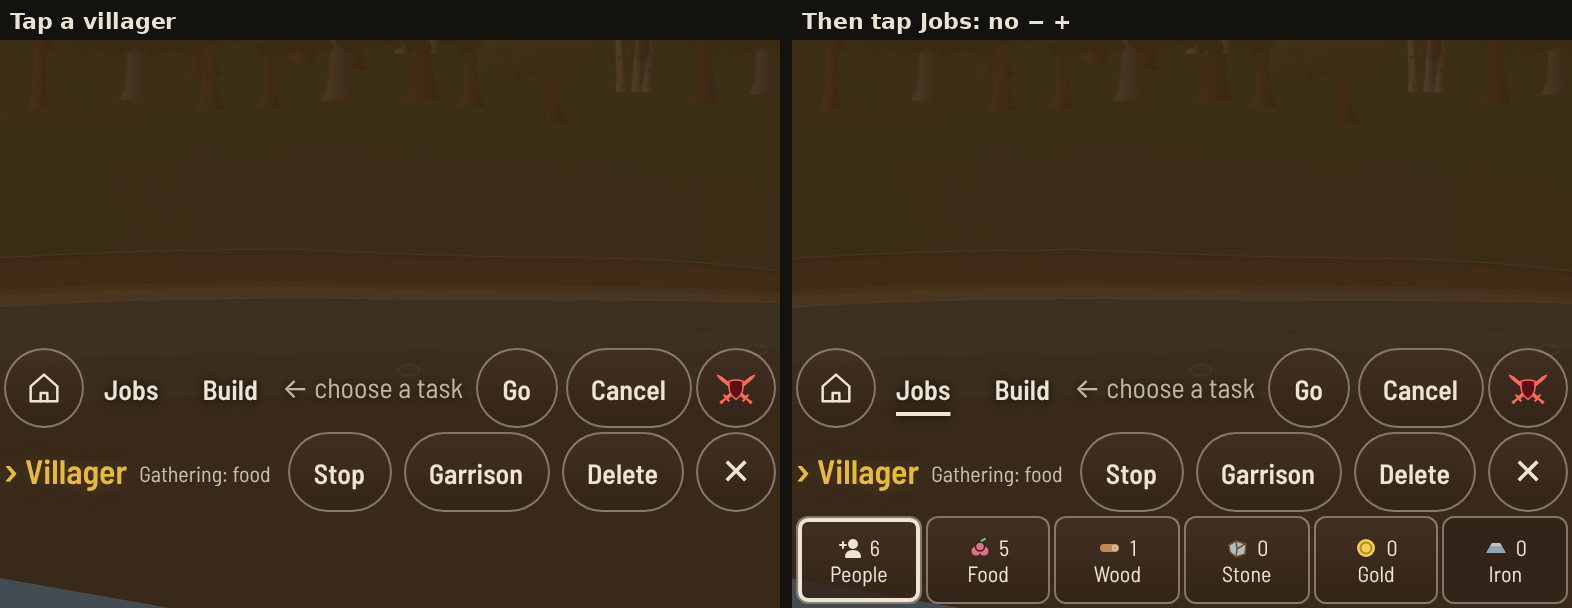 Tap a villager
Jobs Build ← choose a task Go Cancel
› Villager Gathering: food Stop Garrison Delete ✕
Then tap Jobs: no − +
Jobs Build ← choose a task Go Cancel
› Villager Gathering: food Stop Garrison Delete ✕
6 5 1 0 0 0
People Food Wood Stone Gold Iron